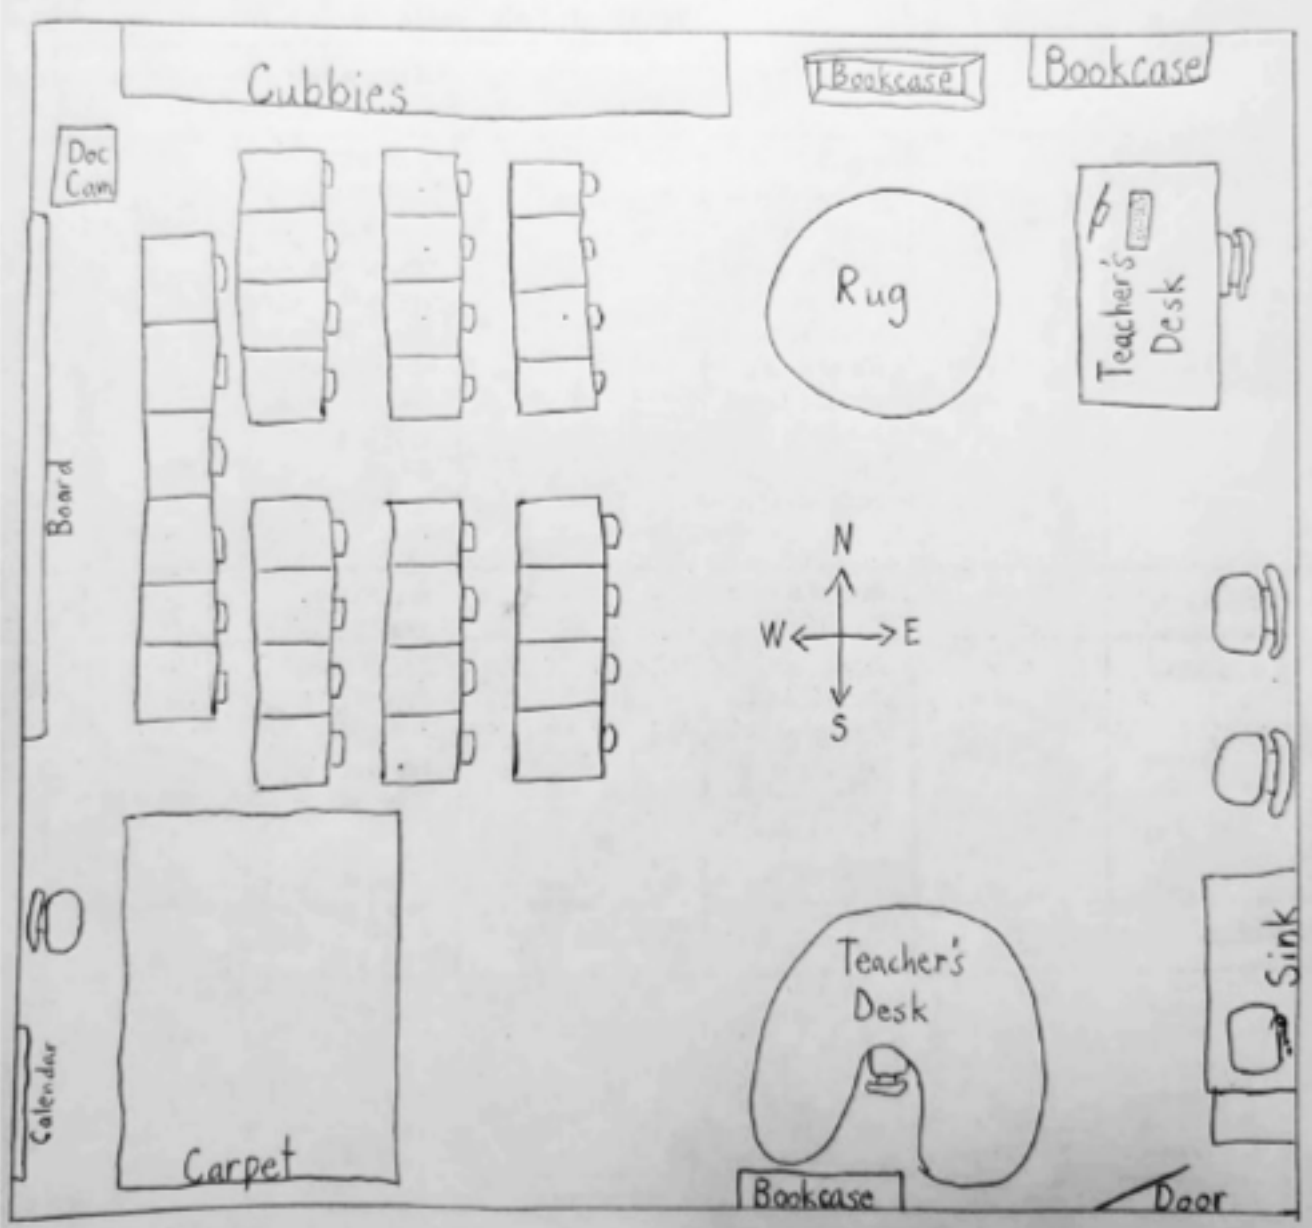 Cubbies
Bookcase
Bookcase
Doc
Cam
Teacher's
Desk
Rug
Board
N
W E
S
Teacher's
Desk
Sink
Calendar
Carpet
Bookcase
Door